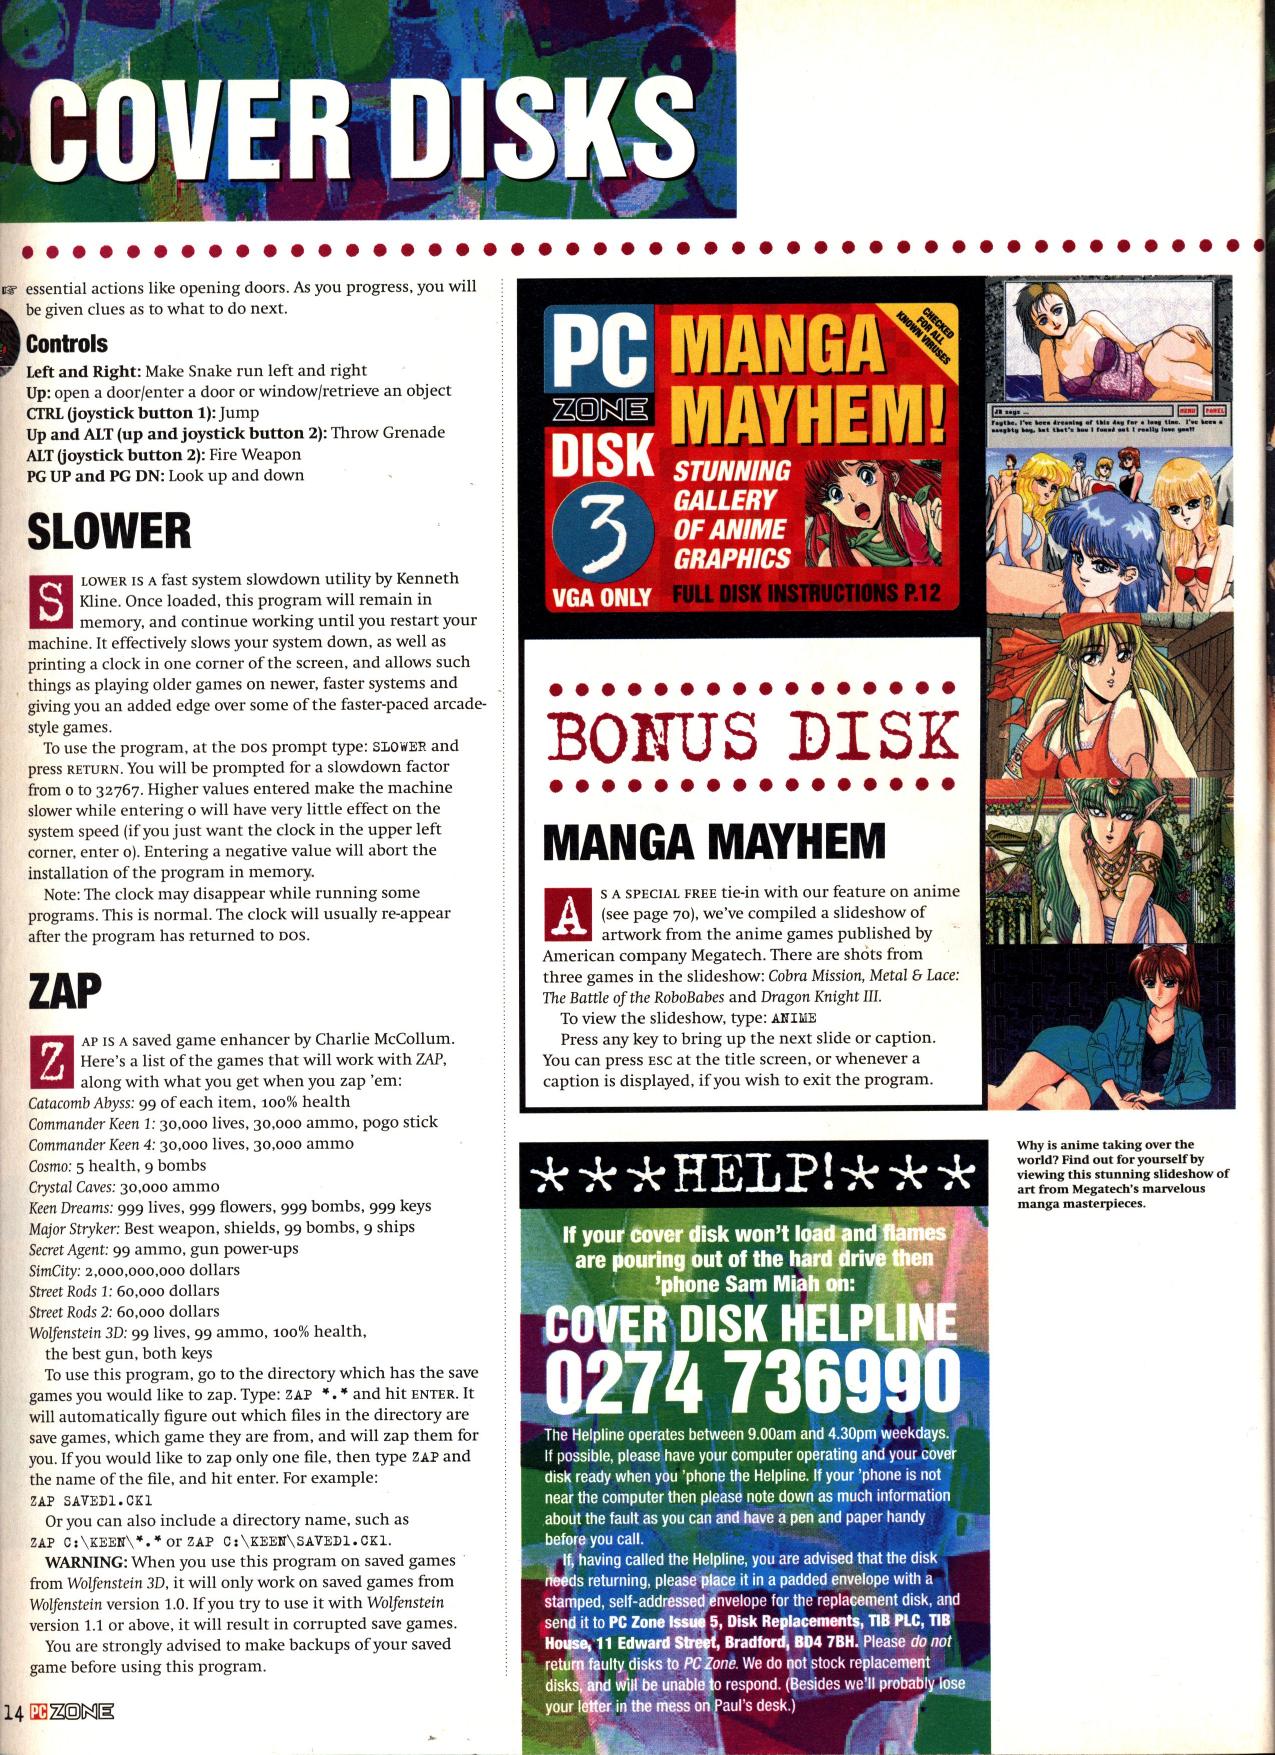 COVER DISKS
☞ essential actions like opening doors. As you progress, you will
be given clues as to what to do next.
Controls
Left and Right: Make Snake run left and right
Up: open a door/enter a door or window/retrieve an object
CTRL (joystick button 1): Jump
Up and ALT (up and joystick button 2): Throw Grenade
ALT (joystick button 2): Fire Weapon
PG UP and PG DN: Look up and down
SLOWER
SLOWER IS A fast system slowdown utility by Kenneth
Kline. Once loaded, this program will remain in
memory, and continue working until you restart your
machine. It effectively slows your system down, as well as
printing a clock in one corner of the screen, and allows such
things as playing older games on newer, faster systems and
giving you an added edge over some of the faster-paced arcade-
style games.
To use the program, at the DOS prompt type: SLOWER and
press RETURN. You will be prompted for a slowdown factor
from 0 to 32767. Higher values entered make the machine
slower while entering 0 will have very little effect on the
system speed (if you just want the clock in the upper left
corner, enter 0). Entering a negative value will abort the
installation of the program in memory.
Note: The clock may disappear while running some
programs. This is normal. The clock will usually re-appear
after the program has returned to DOS.
ZAP
ZAP IS A saved game enhancer by Charlie McCollum.
Here's a list of the games that will work with ZAP,
along with what you get when you zap 'em:
Catacomb Abyss: 99 of each item, 100% health
Commander Keen 1: 30,000 lives, 30,000 ammo, pogo stick
Commander Keen 4: 30,000 lives, 30,000 ammo
Cosmo: 5 health, 9 bombs
Crystal Caves: 30,000 ammo
Keen Dreams: 999 lives, 999 flowers, 999 bombs, 999 keys
Major Stryker: Best weapon, shields, 99 bombs, 9 ships
Secret Agent: 99 ammo, gun power-ups
SimCity: 2,000,000,000 dollars
Street Rods 1: 60,000 dollars
Street Rods 2: 60,000 dollars
Wolfenstein 3D: 99 lives, 99 ammo, 100% health,
the best gun, both keys
To use this program, go to the directory which has the save
games you would like to zap. Type: ZAP *.* and hit ENTER. It
will automatically figure out which files in the directory are
save games, which game they are from, and will zap them for
you. If you would like to zap only one file, then type ZAP and
the name of the file, and hit enter. For example:
ZAP SAVED1.CK1
Or you can also include a directory name, such as
ZAP C:\KEEN\*.* or ZAP C:\KEEN\SAVED1.CK1.
WARNING: When you use this program on saved games
from Wolfenstein 3D, it will only work on saved games from
Wolfenstein version 1.0. If you try to use it with Wolfenstein
version 1.1 or above, it will result in corrupted save games.
You are strongly advised to make backups of your saved
game before using this program.
14 PC ZONE
PC
ZONE
DISK
3
VGA ONLY
MANGA
MAYHEM!
CHECKED
FOR ALL
KNOWN VIRUSES
STUNNING
GALLERY
OF ANIME
GRAPHICS
FULL DISK INSTRUCTIONS P.12
BONUS DISK
MANGA MAYHEM
AS A SPECIAL FREE tie-in with our feature on anime
(see page 70), we've compiled a slideshow of
artwork from the anime games published by
American company Megatech. There are shots from
three games in the slideshow: Cobra Mission, Metal & Lace:
The Battle of the RoboBabes and Dragon Knight III.
To view the slideshow, type: ANIME
Press any key to bring up the next slide or caption.
You can press ESC at the title screen, or whenever a
caption is displayed, if you wish to exit the program.
JR says ...
MENU PANEL
Faythe. I've been dreaming of this day for a long time. I've been a
naughty boy, but that's how I found out I really love you!!
Why is anime taking over the
world? Find out for yourself by
viewing this stunning slideshow of
art from Megatech's marvelous
manga masterpieces.
***HELP!***
If your cover disk won't load and flames
are pouring out of the hard drive then
'phone Sam Miah on:
COVER DISK HELPLINE
0274 736990
The Helpline operates between 9.00am and 4.30pm weekdays.
If possible, please have your computer operating and your cover
disk ready when you 'phone the Helpline. If your 'phone is not
near the computer then please note down as much information
about the fault as you can and have a pen and paper handy
before you call.
If, having called the Helpline, you are advised that the disk
needs returning, please place it in a padded envelope with a
stamped, self-addressed envelope for the replacement disk, and
send it to PC Zone Issue 5, Disk Replacements, TIB PLC, TIB
House, 11 Edward Street, Bradford, BD4 7BH. Please do not
return faulty disks to PC Zone. We do not stock replacement
disks, and will be unable to respond. (Besides we'll probably lose
your letter in the mess on Paul's desk.)